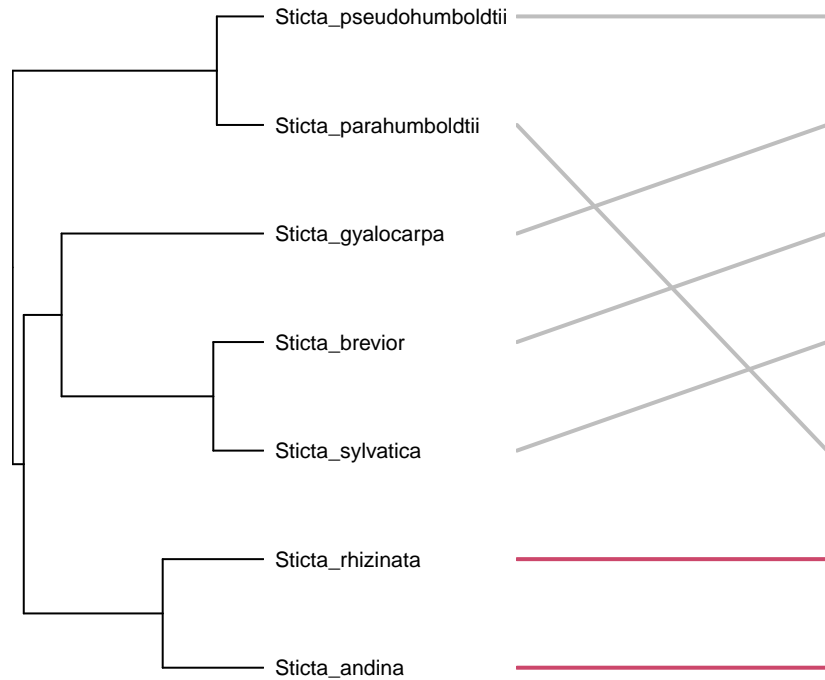 Sticta_pseudohumboldtii
Sticta_parahumboldtii
Sticta_gyalocarpa
Sticta_brevior
Sticta_sylvatica
Sticta_rhizinata
Sticta_andina